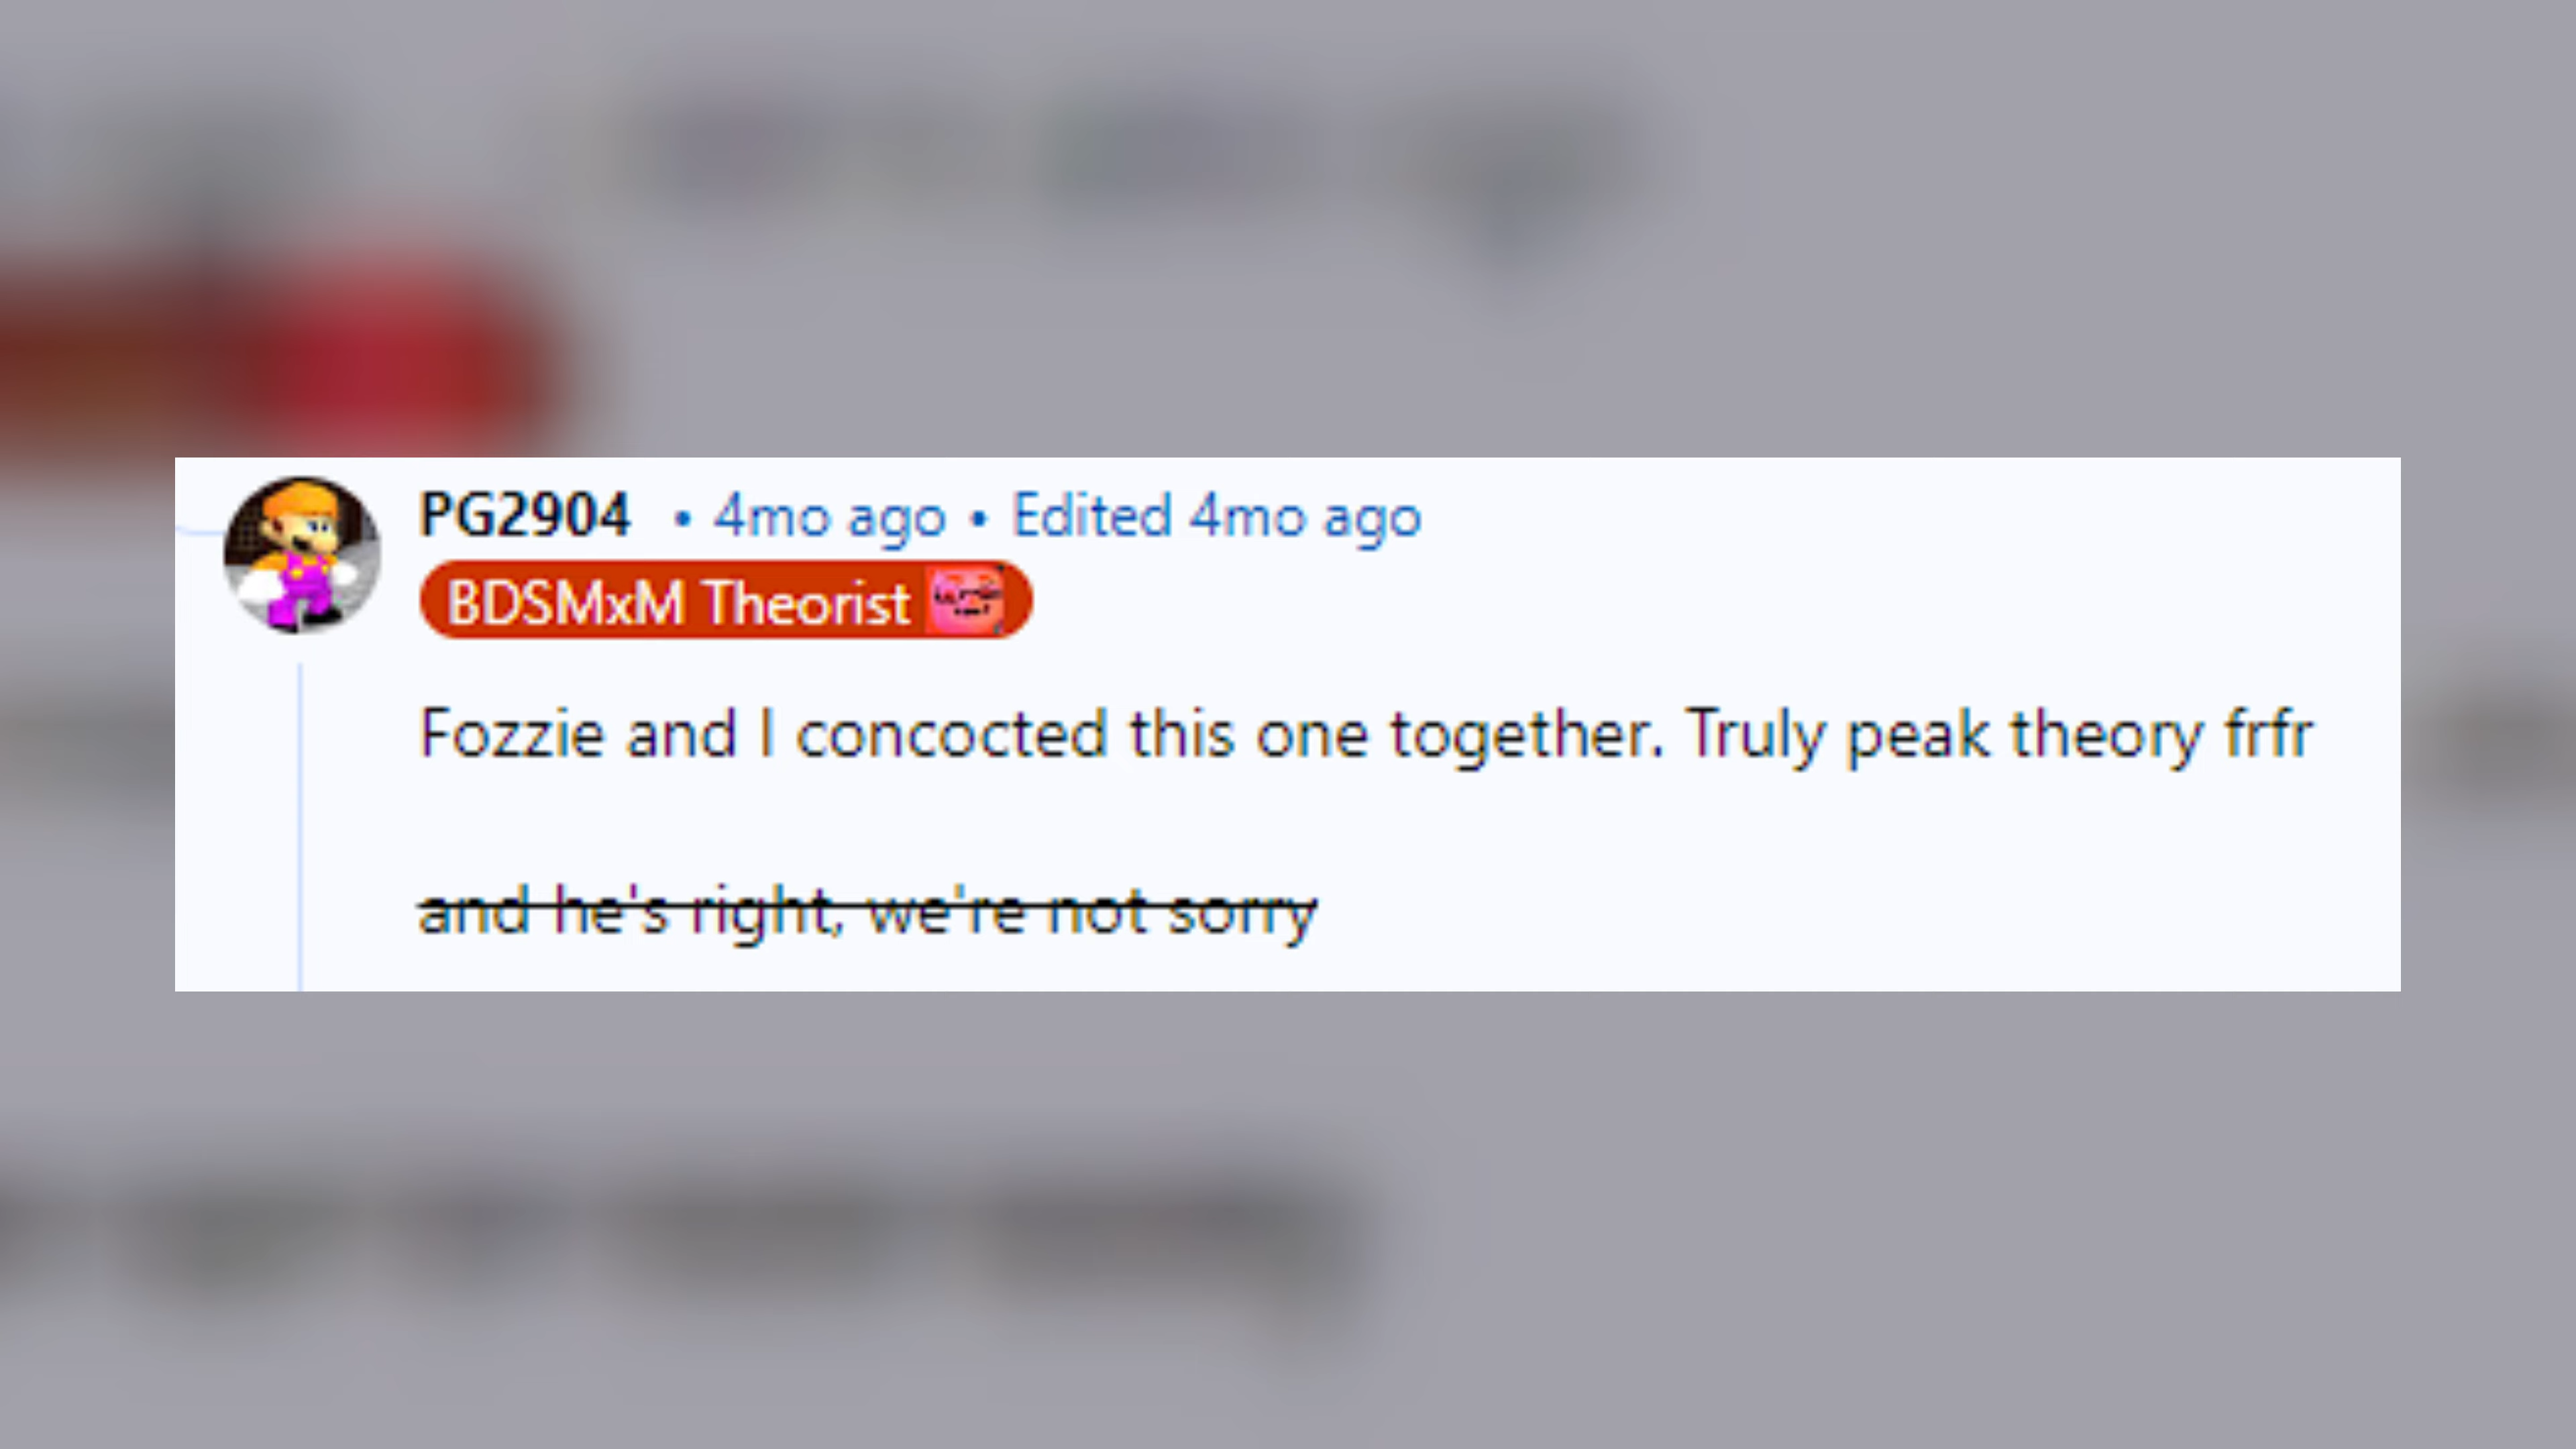 PG2904 • 4mo ago • Edited 4mo ago
BDSMxM Theorist
Fozzie and I concocted this one together. Truly peak theory frfr
and he's right, we're not sorry